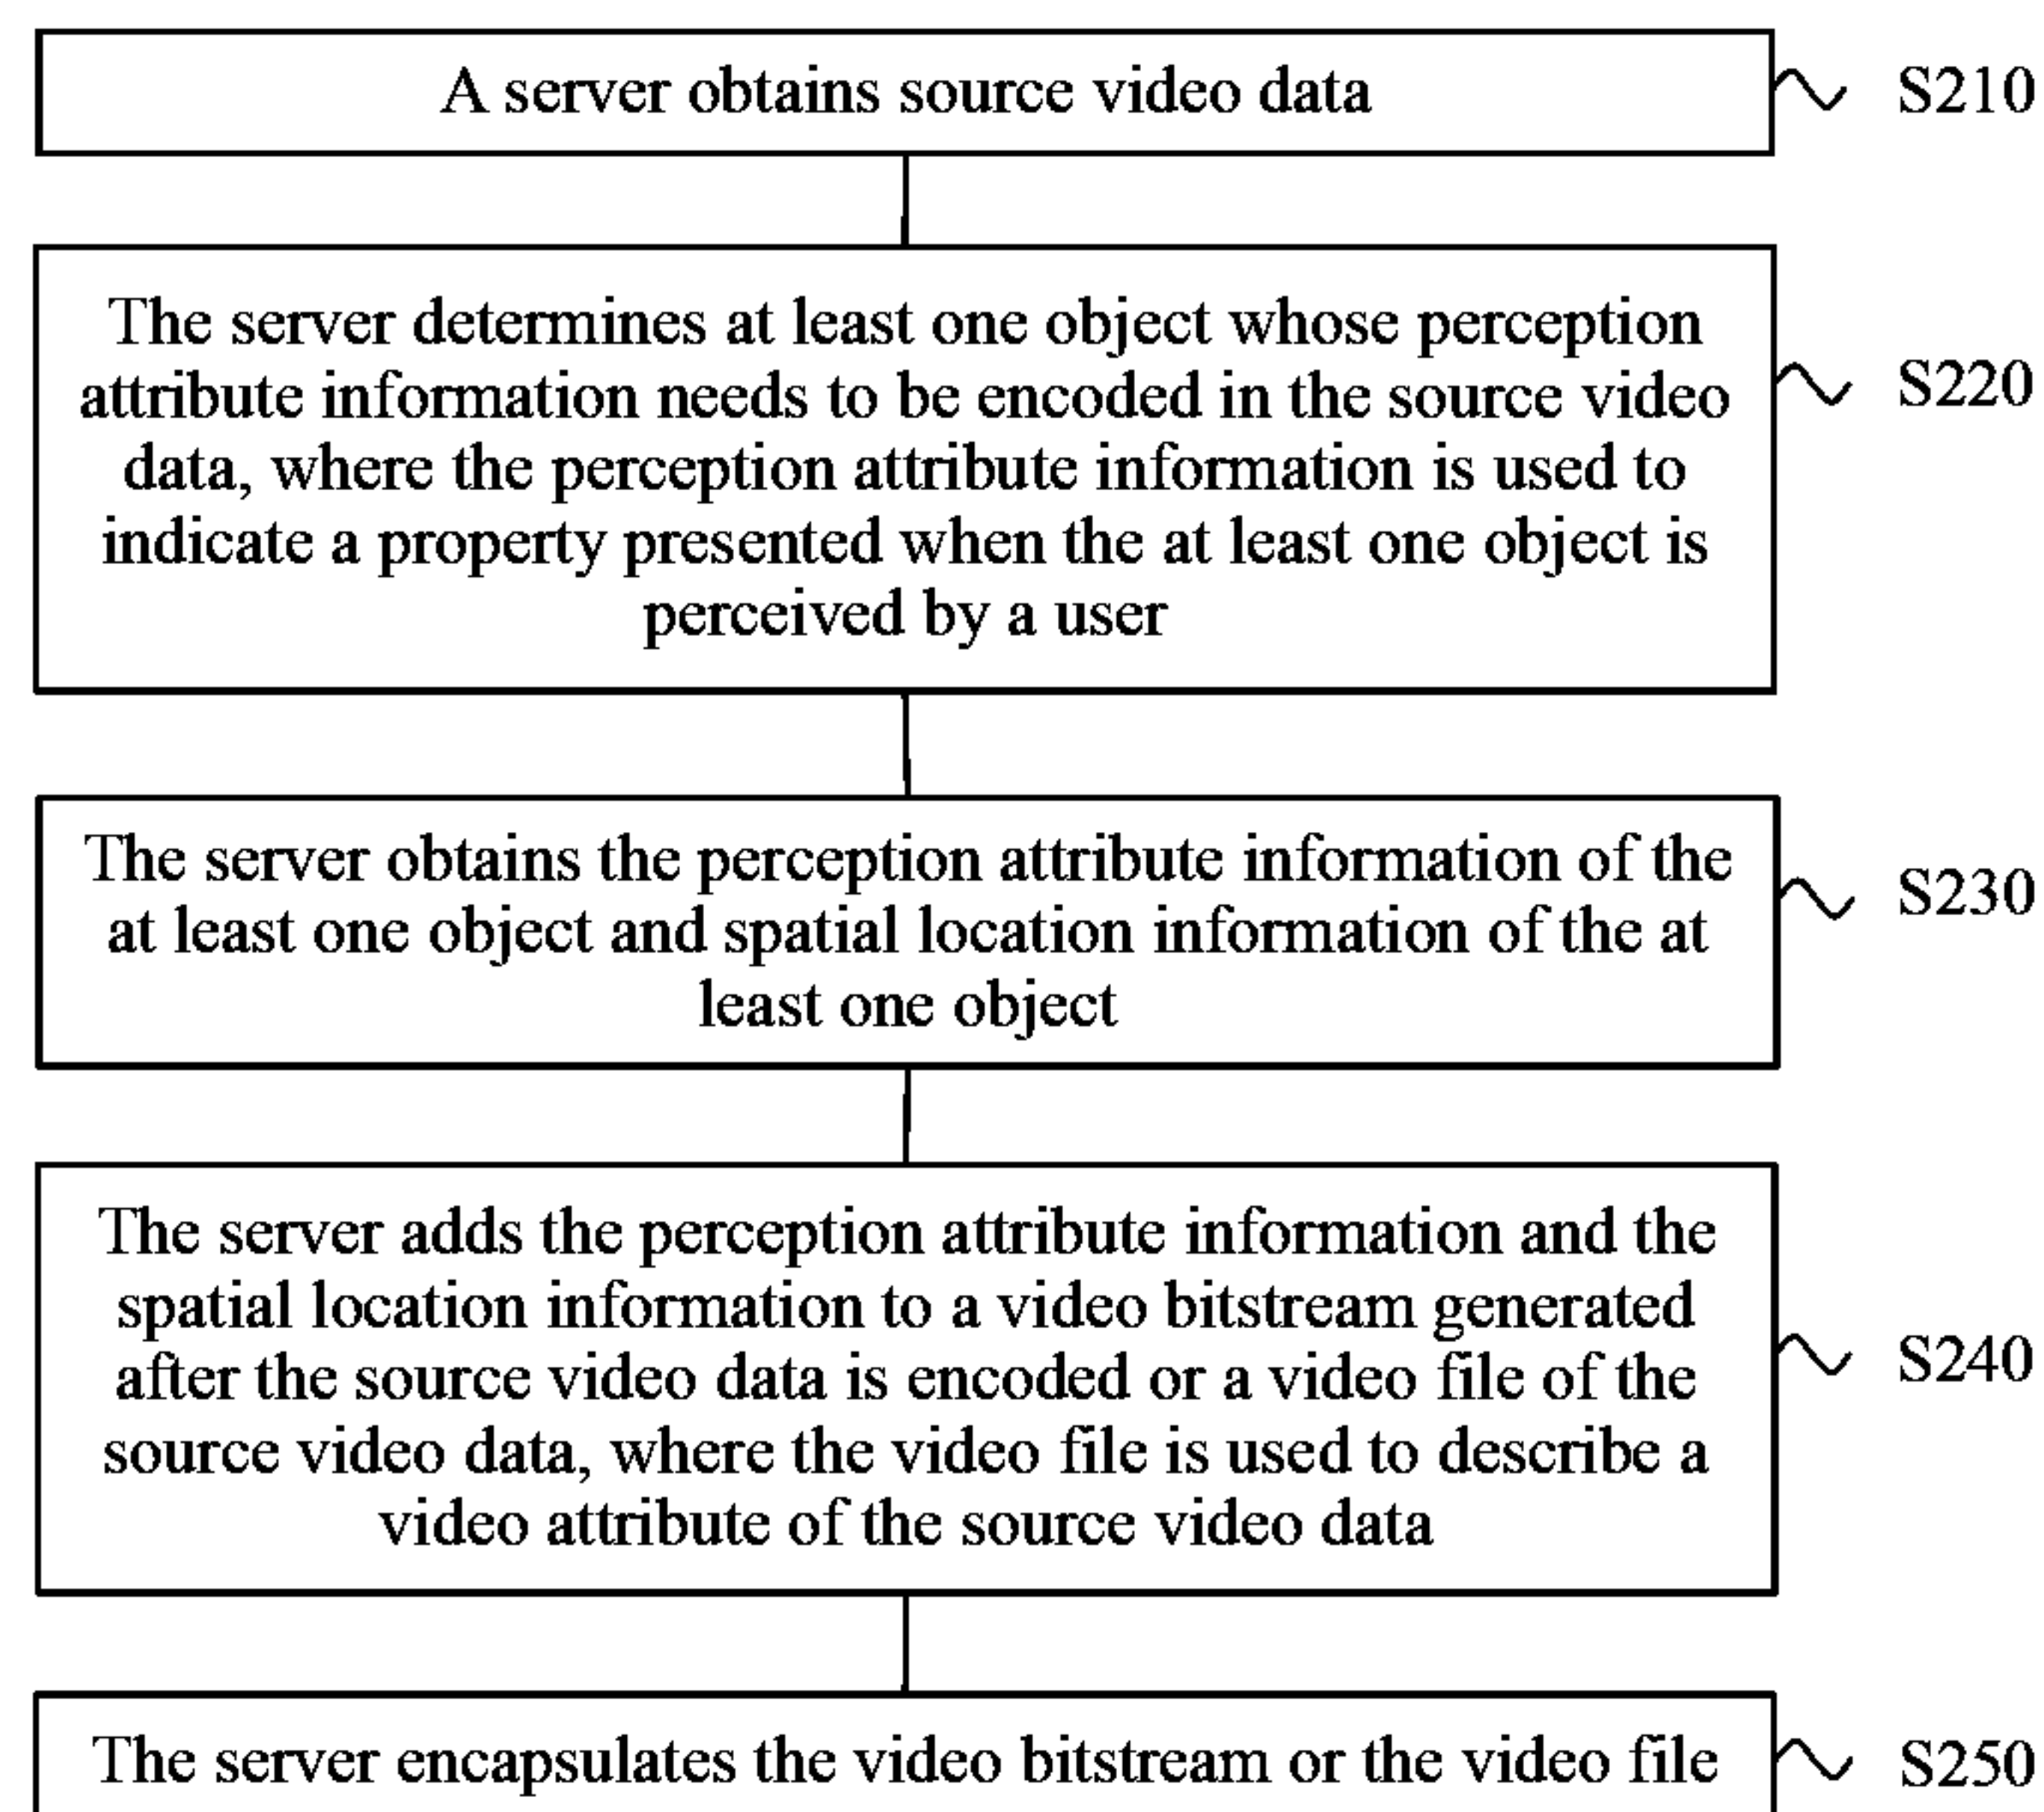 A server obtains source video data
S210
The server determines at least one object whose perception
attribute information needs to be encoded in the source video
data, where the perception attribute information is used to
indicate a property presented when the at least one object is
perceived by a user
S220
The server obtains the perception attribute information of the
at least one object and spatial location information of the at
least one object
S230
The server adds the perception attribute information and the
spatial location information to a video bitstream generated
after the source video data is encoded or a video file of the
source video data, where the video file is used to describe a
video attribute of the source video data
S240
The server encapsulates the video bitstream or the video file
S250